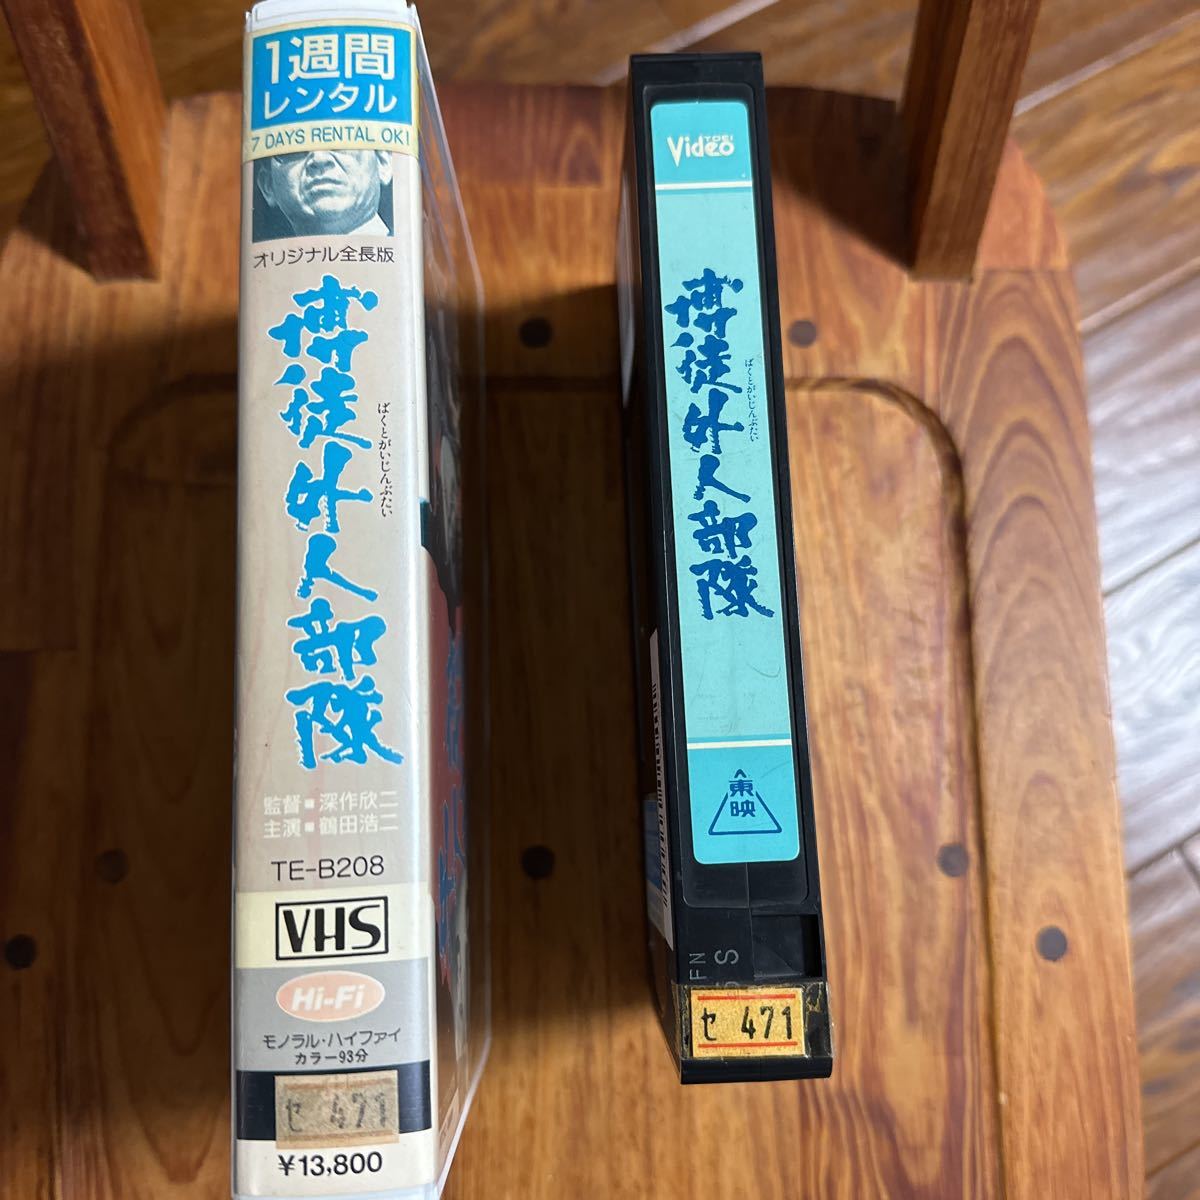 1週間
レンタル
7 DAYS RENTAL OK!
オリジナル全長版
博徒外人部隊
ばくとがいじんぶたい
監督■深作欣二
主演■鶴田浩二
TE-B208
VHS
Hi-Fi
モノラル・ハイファイ
カラー93分
セ 471
¥13,800
TOEI
Video
博徒外人部隊
ばくとがいじんぶたい
東映
セ 471